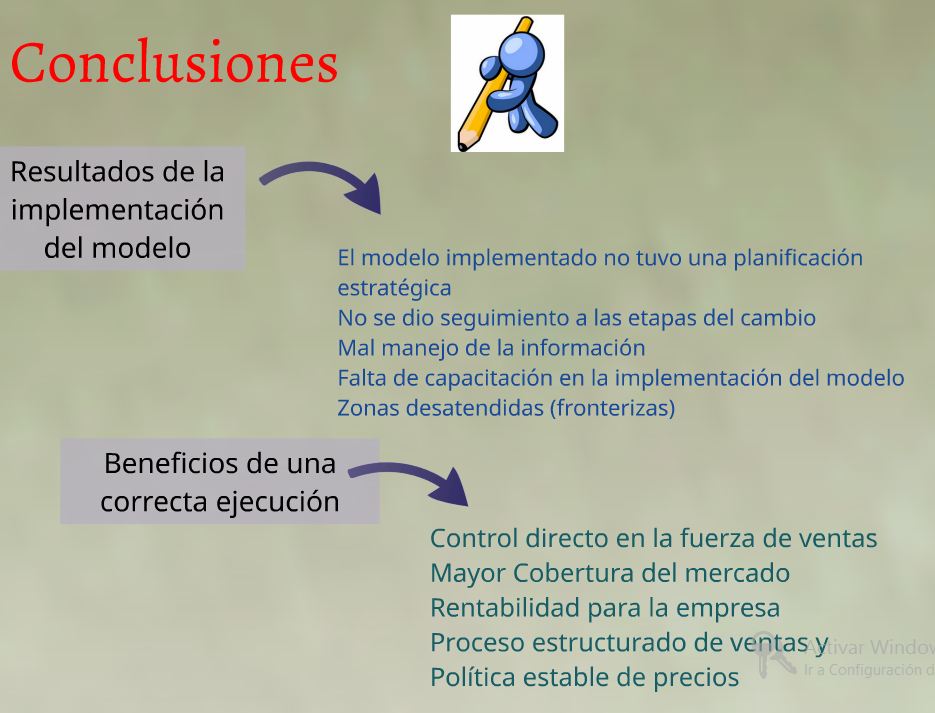 Conclusiones
Resultados de la
implementación
del modelo
El modelo implementado no tuvo una planificación
estratégica
No se dio seguimiento a las etapas del cambio
Mal manejo de la información
Falta de capacitación en la implementación del modelo
Zonas desatendidas (fronterizas)
Beneficios de una
correcta ejecución
Control directo en la fuerza de ventas
Mayor Cobertura del mercado
Rentabilidad para la empresa
Proceso estructurado de ventas y
Política estable de precios
Activar Window
Ir a Configuración d